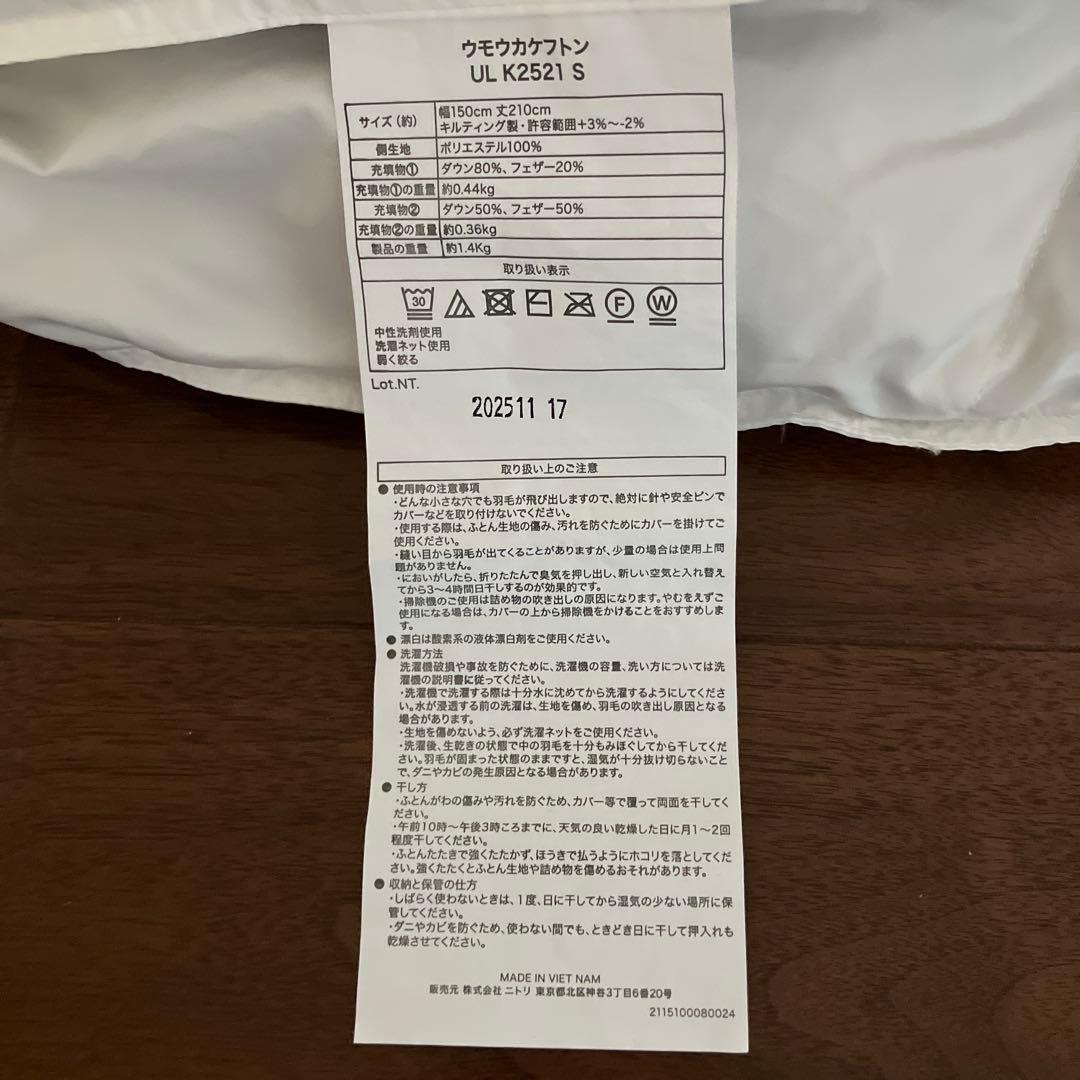 ウモウカケフトン
UL K2521 S
サイズ(約) 幅150cm 丈210cm
キルティング製・許容範囲+3%〜-2%
側生地 ポリエステル100%
充填物① ダウン80%、フェザー20%
充填物①の重量 約0.44kg
充填物② ダウン50%、フェザー50%
充填物②の重量 約0.36kg
製品の重量 約1.4Kg
取り扱い表示
30 F W
中性洗剤使用
洗濯ネット使用
弱く絞る
Lot.NT.
202511 17
取り扱い上のご注意
● 使用時の注意事項
・どんな小さな穴でも羽毛が飛び出しますので、絶対に針や安全ピンで
カバーなどを取り付けないでください。
・使用する際は、ふとん生地の傷み、汚れを防ぐためにカバーを掛けてご
使用ください。
・縫い目から羽毛が出てくることがありますが、少量の場合は使用上問
題がありません。
・においがしたら、折りたたんで臭気を押し出し、新しい空気と入れ替え
てから3〜4時間日干しするのが効果的です。
・掃除機のご使用は詰め物の吹き出しの原因になります。やむをえずご
使用になる場合は、カバーの上から掃除機をかけることをおすすめしま
す。
● 漂白は酸素系の液体漂白剤をご使用ください。
● 洗濯方法
洗濯機破損や事故を防ぐために、洗濯機の容量、洗い方については洗
濯機の説明書に従ってください。
・洗濯機で洗濯する際は十分水に沈めてから洗濯するようにしてくださ
い。水が浸透する前の洗濯は、生地を傷め、羽毛の吹き出し原因となる
場合があります。
・生地を傷めないよう、必ず洗濯ネットをご使用ください。
・洗濯後、生乾きの状態で中の羽毛を十分もみほぐしてから干してくだ
さい。羽毛が固まった状態のままですと、湿気が十分抜け切らないこと
で、ダニやカビの発生原因となる場合があります。
● 干し方
・ふとんがわの傷みや汚れを防ぐため、カバー等で覆って両面を干してく
ださい。
・午前10時〜午後3時ころまでに、天気の良い乾燥した日に月1〜2回
程度干してください。
・ふとんたたきで強くたたかず、ほうきで払うようにホコリを落としてくだ
さい。強くたたくとふとん生地や詰め物を傷めるおそれがあります。
● 収納と保管の仕方
・しばらく使わないときは、1度、日に干してから湿気の少ない場所に保
管してください。
・ダニやカビを防ぐため、使わない間でも、ときどき日に干して押入れも
乾燥させてください。
MADE IN VIET NAM
販売元 株式会社 ニトリ 東京都北区神谷3丁目6番20号
2115100080024